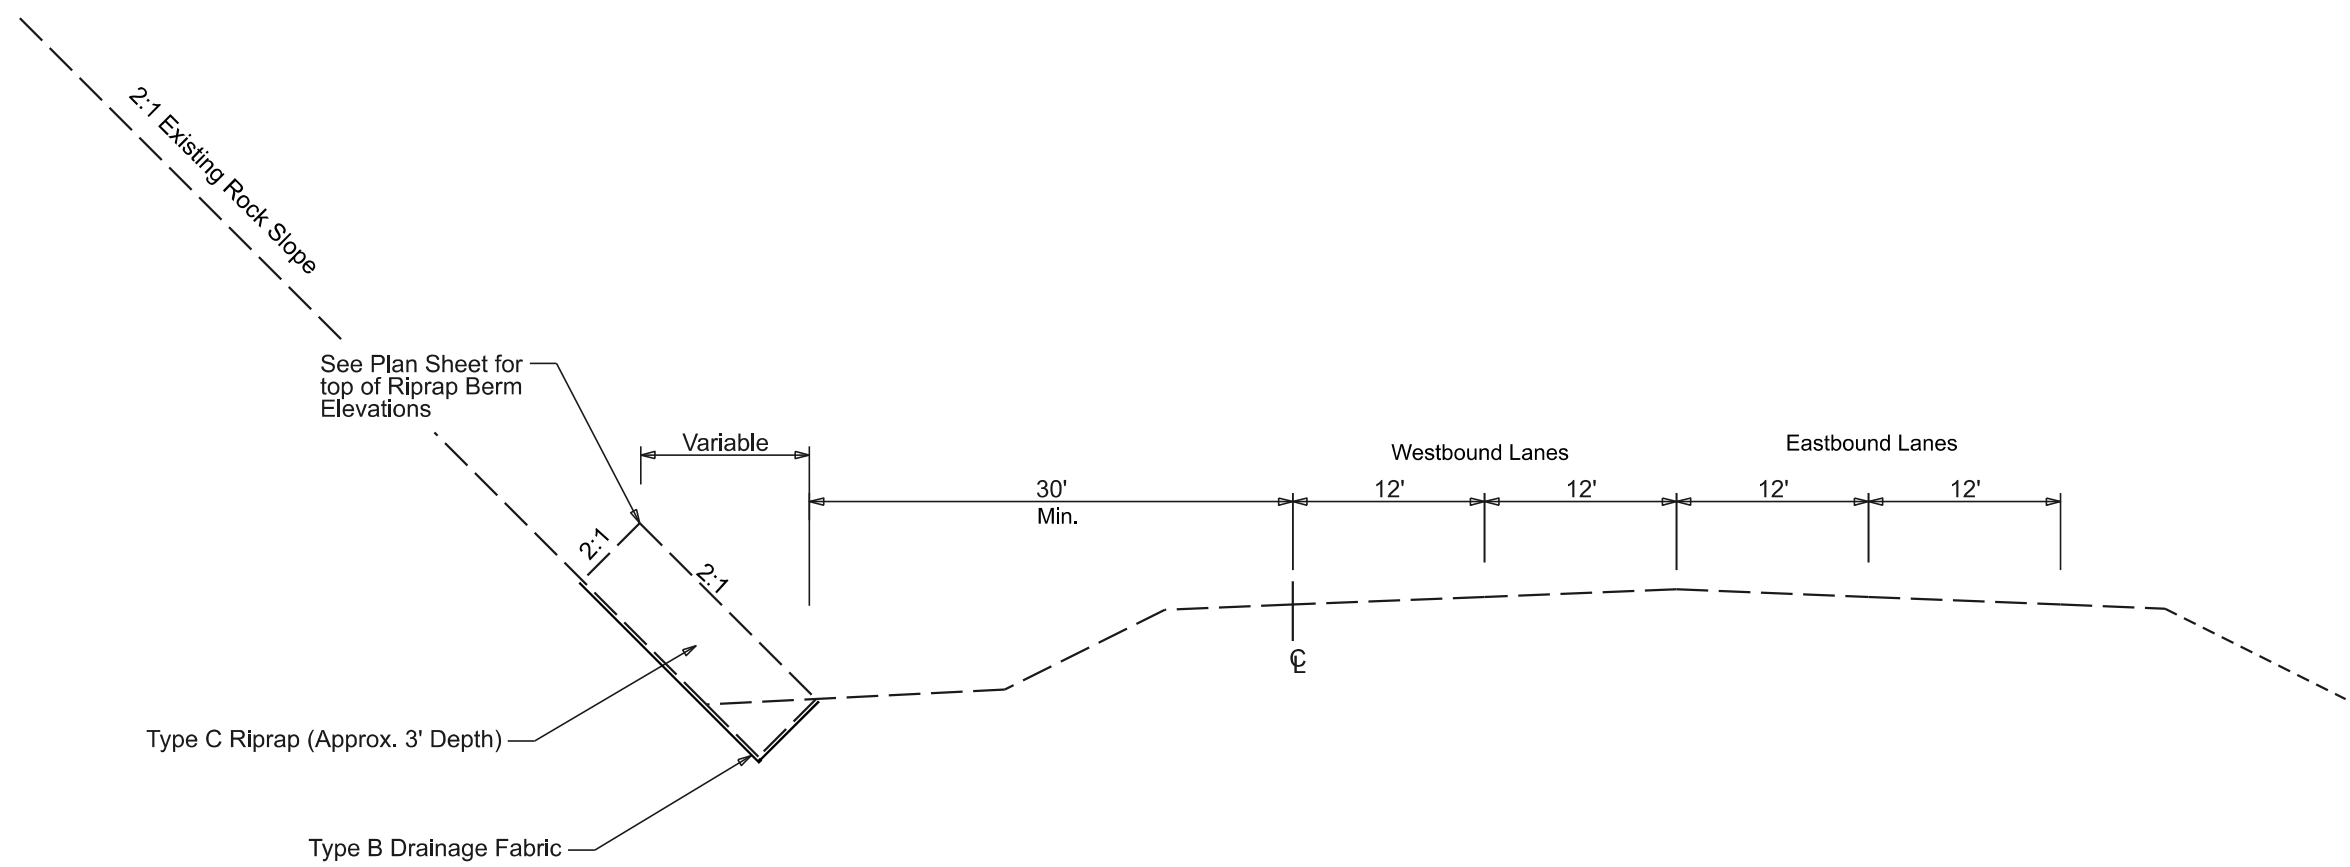 2:1 Existing Rock Slope
See Plan Sheet for
top of Riprap Berm
Elevations
Variable
Westbound Lanes
Eastbound Lanes
30'
Min.
12'
12'
12'
12'
2:1
2:1
CL
Type C Riprap (Approx. 3' Depth)
Type B Drainage Fabric